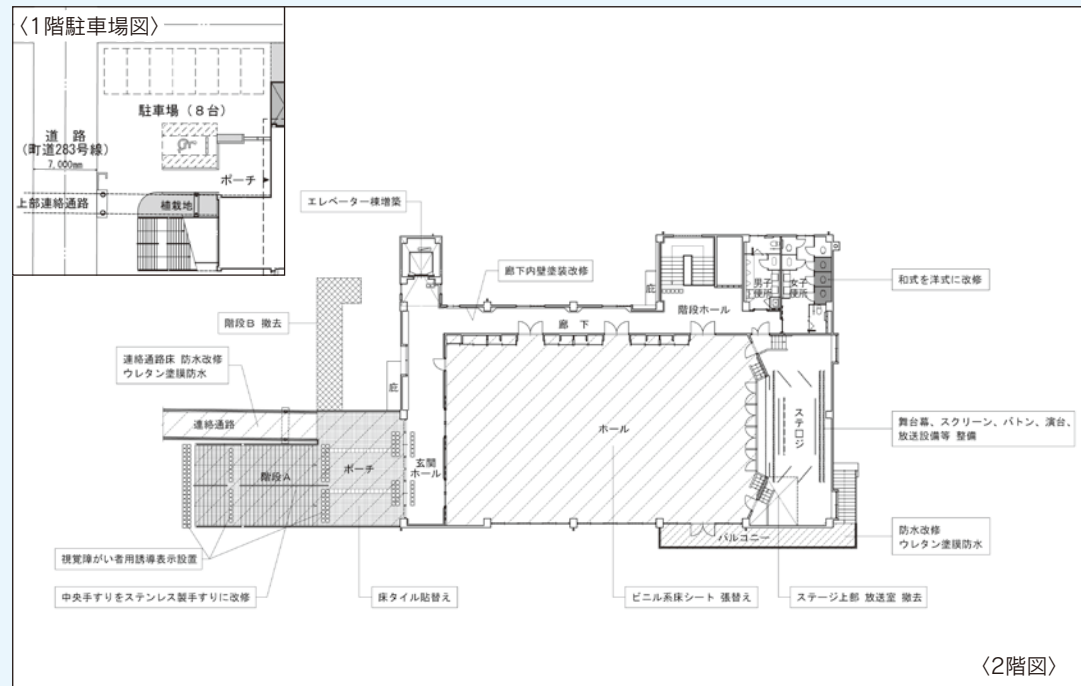 〈1階駐車場図〉
駐車場（8台）
道 路
（町道283号線）
7,000mm
ポーチ
上部連絡通路
植栽地
エレベーター棟増築
廊下内壁塗装改修
庇
男子
便所
女子
便所
和式を洋式に改修
階段ホール
廊 下
階段B 撤去
連絡通路床 防水改修
ウレタン塗膜防水
庇
連絡通路
ホール
ステージ
舞台幕、スクリーン、バトン、演台、
放送設備等 整備
階段A
ポーチ
玄関
ホール
バルコニー
防水改修
ウレタン塗膜防水
視覚障がい者用誘導表示設置
中央手すりをステンレス製手すりに改修
床タイル貼替え
ビニル系床シート 張替え
ステージ上部 放送室 撤去
〈2階図〉